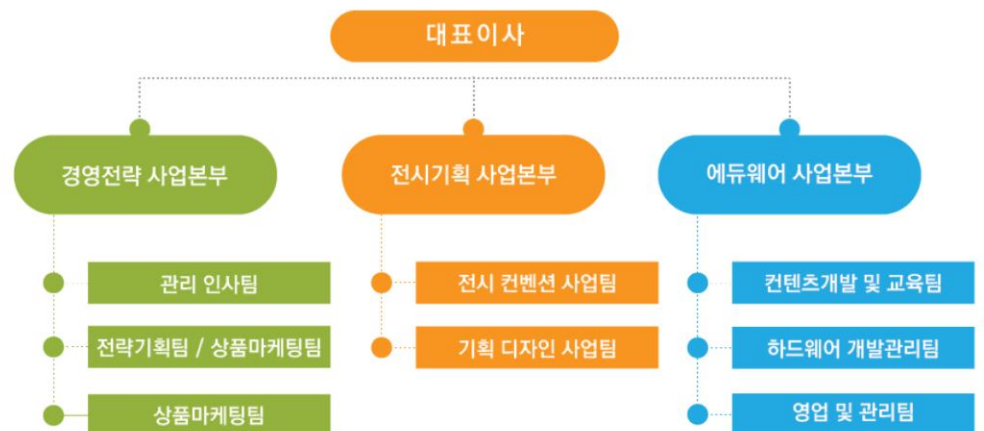 대표이사
경영전략 사업본부
전시기획 사업본부
에듀웨어 사업본부
관리 인사팀
전시 컨벤션 사업팀
컨텐츠개발 및 교육팀
전략기획팀 / 상품마케팅팀
기획 디자인 사업팀
하드웨어 개발관리팀
상품마케팅팀
영업 및 관리팀